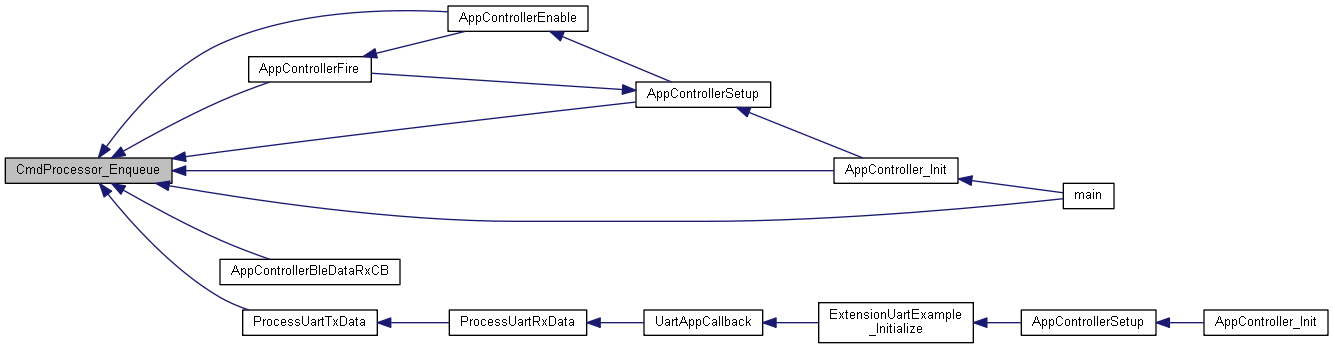 AppControllerEnable
AppControllerFire
AppControllerSetup
CmdProcessor_Enqueue
AppController_Init
main
AppControllerBleDataRxCB
ProcessUartTxData
ProcessUartRxData
UartAppCallback
ExtensionUartExample
_Initialize
AppControllerSetup
AppController_Init